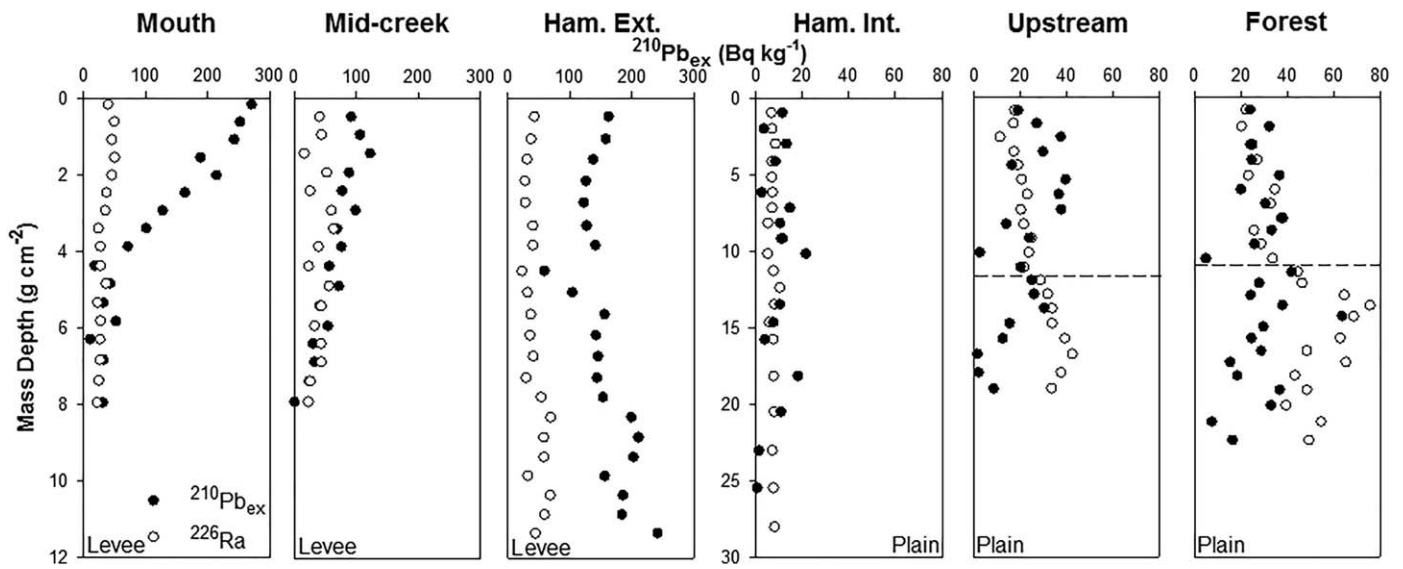 Mouth Mid-creek Ham. Ext. Ham. Int. Upstream Forest
²¹⁰Pbₑₓ (Bq kg⁻¹)
0 100 200 300 0 100 200 300 0 100 200 300 0 20 40 60 80 0 20 40 60 80 0 20 40 60 80
Mass Depth (g cm⁻²)
0
2
4
6
8
10
12
0
5
10
15
20
25
30
²¹⁰Pbₑₓ
²²⁶Ra
Levee Levee Levee Plain Plain Plain